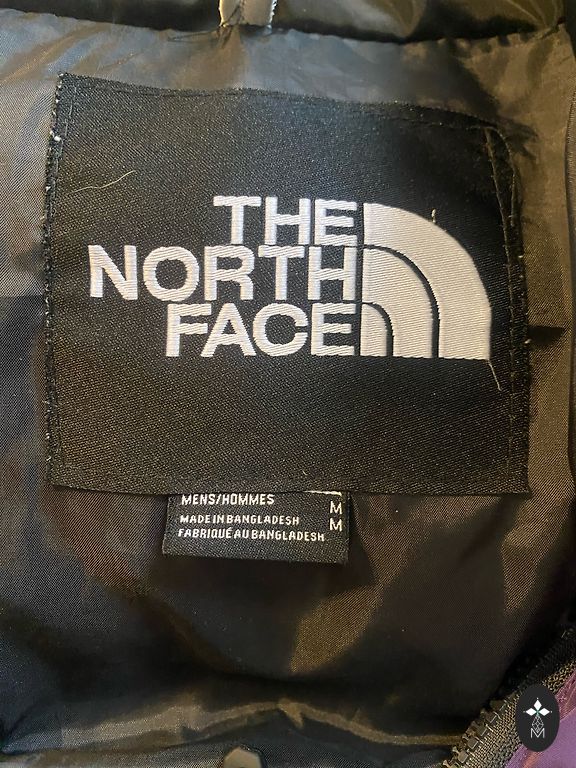 THE
NORTH
FACE
MENS/HOMMES M
MADE IN BANGLADESH M
FABRIQUÉ AU BANGLADESH
M